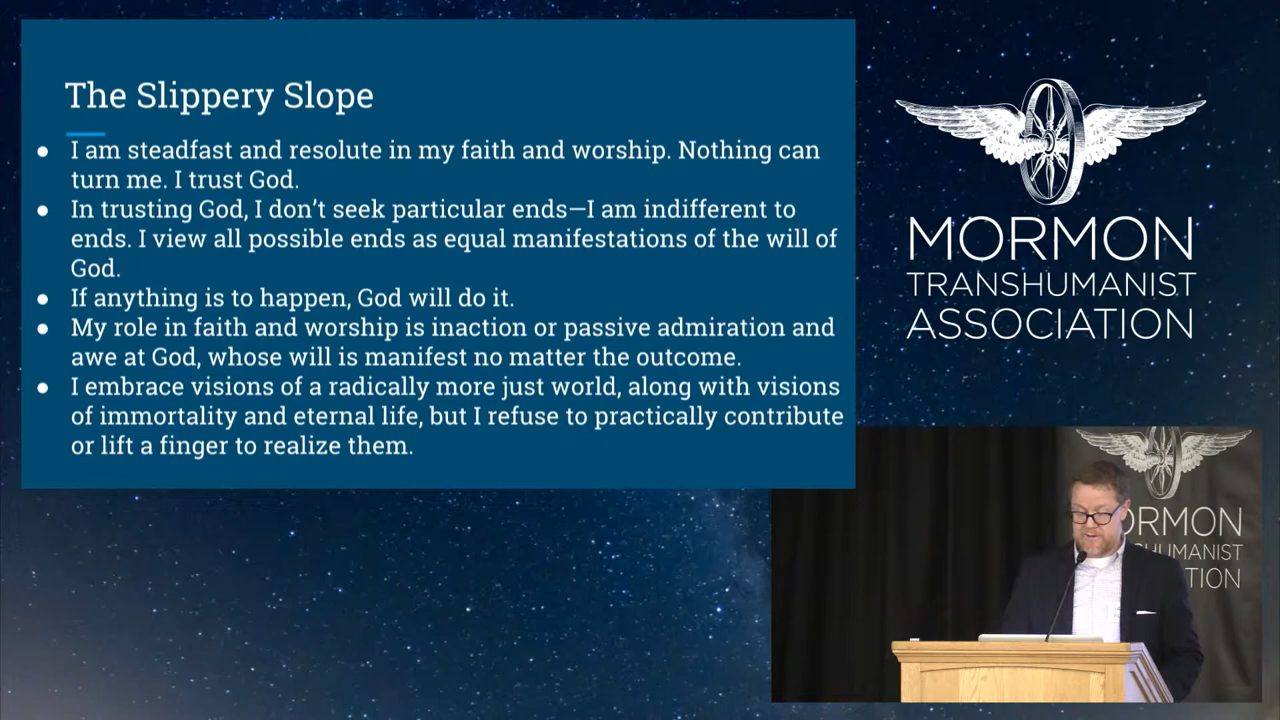 The Slippery Slope
● I am steadfast and resolute in my faith and worship. Nothing can
turn me. I trust God.
● In trusting God, I don’t seek particular ends—I am indifferent to
ends. I view all possible ends as equal manifestations of the will of
God.
● If anything is to happen, God will do it.
● My role in faith and worship is inaction or passive admiration and
awe at God, whose will is manifest no matter the outcome.
● I embrace visions of a radically more just world, along with visions
of immortality and eternal life, but I refuse to practically contribute
or lift a finger to realize them.
MORMON
TRANSHUMANIST
ASSOCIATION
ORMON
HUMANIST
TION